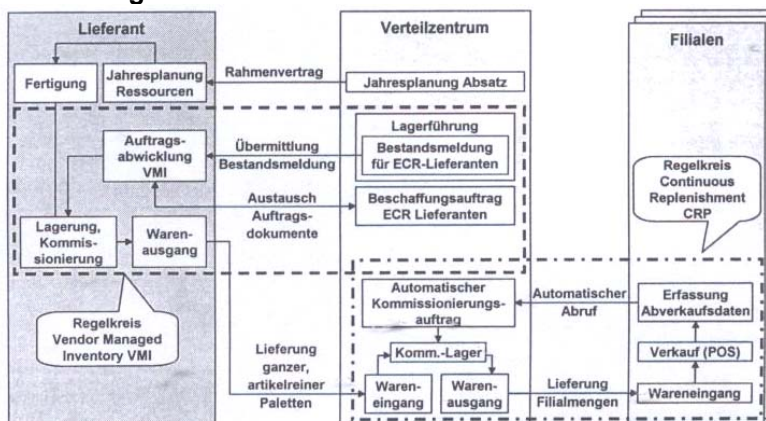 Lieferant
Verteilzentrum
Filialen
Fertigung
Jahresplanung
Ressourcen
Rahmenvertrag
Jahresplanung Absatz
Auftrags-
abwicklung
VMI
Übermittlung
Bestandsmeldung
Lagerführung
Bestandsmeldung
für ECR-Lieferanten
Austausch
Auftrags-
dokumente
Beschaffungsauftrag
ECR Lieferanten
Regelkreis
Continuous
Replenishment
CRP
Lagerung,
Kommis-
sionierung
Waren-
ausgang
Regelkreis
Vendor Managed
Inventory VMI
Automatischer
Kommissionierungs-
auftrag
Automatischer
Abruf
Erfassung
Abverkaufsdaten
Komm.-Lager
Verkauf (POS)
Lieferung
ganzer,
artikelreiner
Paletten
Waren-
eingang
Waren-
ausgang
Lieferung
Filialmengen
Wareneingang